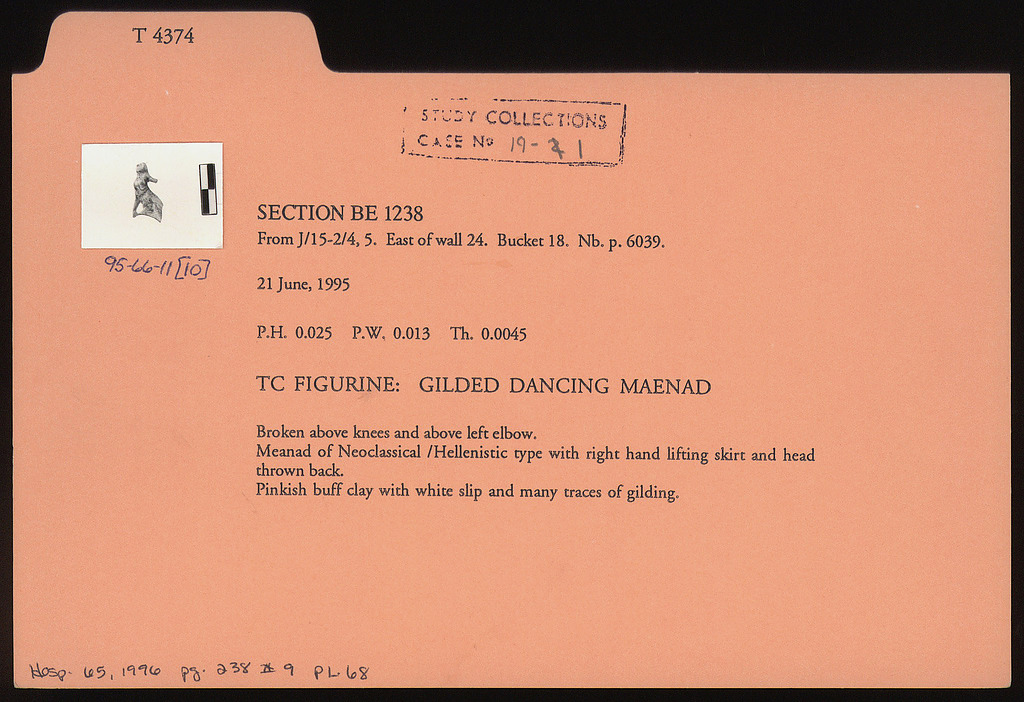 T 4374
STUDY COLLECTIONS
CASE No 19-
95-66-11[10]
SECTION BE 1238
From J/15-2/4, 5. East of wall 24. Bucket 18. Nb. p. 6039.
21 June, 1995
P.H. 0.025 P.W. 0.013 Th. 0.0045
TC FIGURINE: GILDED DANCING MAENAD
Broken above knees and above left elbow.
Meanad of Neoclassical /Hellenistic type with right hand lifting skirt and head
thrown back.
Pinkish buff clay with white slip and many traces of gilding.
Hesp. 65, 1996 pg. 238 # 9 PL 68